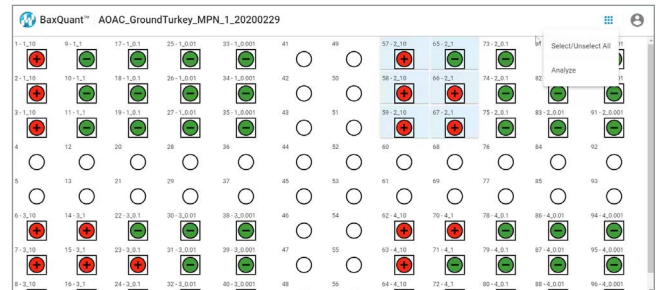 BaxQuant™ AOAC_GroundTurkey_MPN_1_20200229
1 - 1_10 9 - 1_1 17 - 1_0.1 25 - 1_0.01 33 - 1_0.001 41 49 57 - 2_10 65 - 2_1 73 - 2_0.1
Select/Unselect All
2 - 1_10 10 - 1_1 18 - 1_0.1 26 - 1_0.01 34 - 1_0.001 42 50 58 - 2_10 66 - 2_1 74 - 2_0.1 82
Analyze
3 - 1_10 11 - 1_1 19 - 1_0.1 27 - 1_0.01 35 - 1_0.001 43 51 59 - 2_10 67 - 2_1 75 - 2_0.1 83 - 2_0.01 91 - 2_0.001
4 12 20 28 36 44 52 60 68 76 84 92
5 13 21 29 37 45 53 61 69 77 85 93
6 - 3_10 14 - 3_1 22 - 3_0.1 30 - 3_0.01 38 - 3_0.001 46 54 62 - 4_10 70 - 4_1 78 - 4_0.1 86 - 4_0.01 94 - 4_0.001
7 - 3_10 15 - 3_1 23 - 3_0.1 31 - 3_0.01 39 - 3_0.001 47 55 63 - 4_10 71 - 4_1 79 - 4_0.1 87 - 4_0.01 95 - 4_0.001
8 - 3_10 16 - 3_1 24 - 3_0.1 32 - 3_0.01 40 - 3_0.001 48 56 64 - 4_10 72 - 4_1 80 - 4_0.1 88 - 4_0.01 96 - 4_0.001